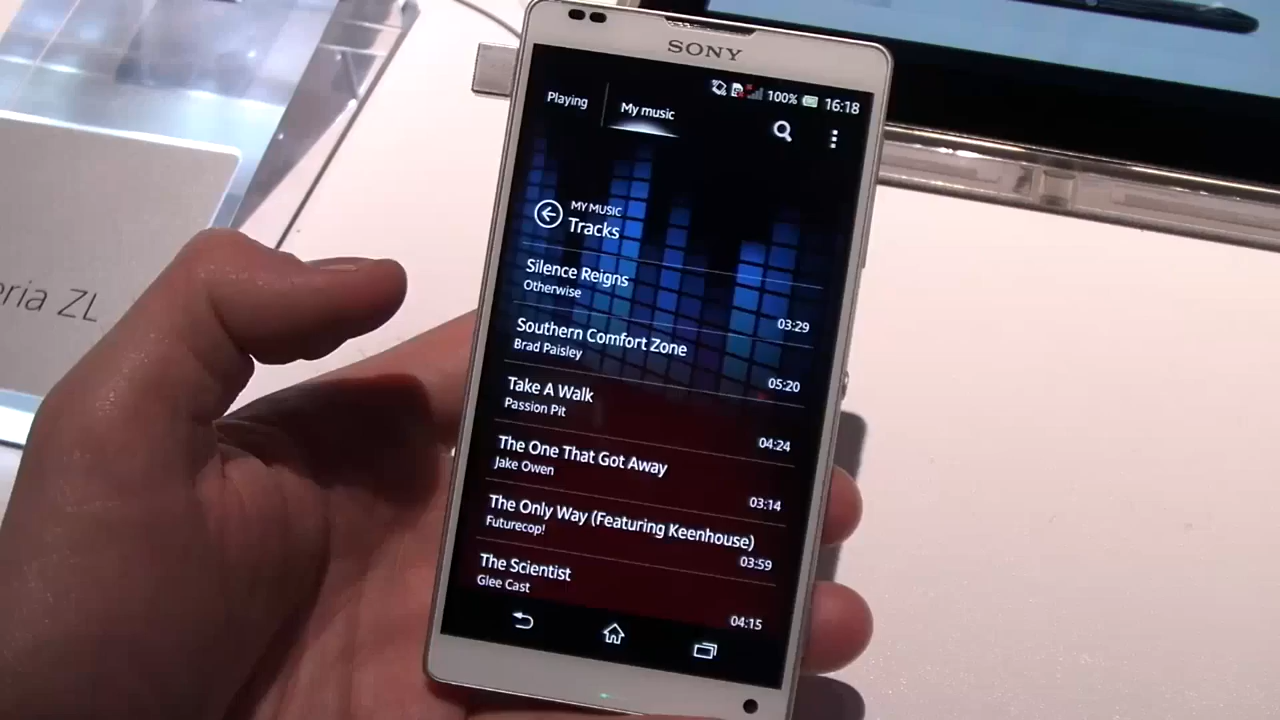 SONY
100% 16:18
Playing
My music
MY MUSIC
Tracks
Silence Reigns
Otherwise
03:29
Southern Comfort Zone
Brad Paisley
05:20
Take A Walk
Passion Pit
04:24
The One That Got Away
Jake Owen
03:14
The Only Way (Featuring Keenhouse)
Futurecop!
03:59
The Scientist
Glee Cast
04:15
ZL